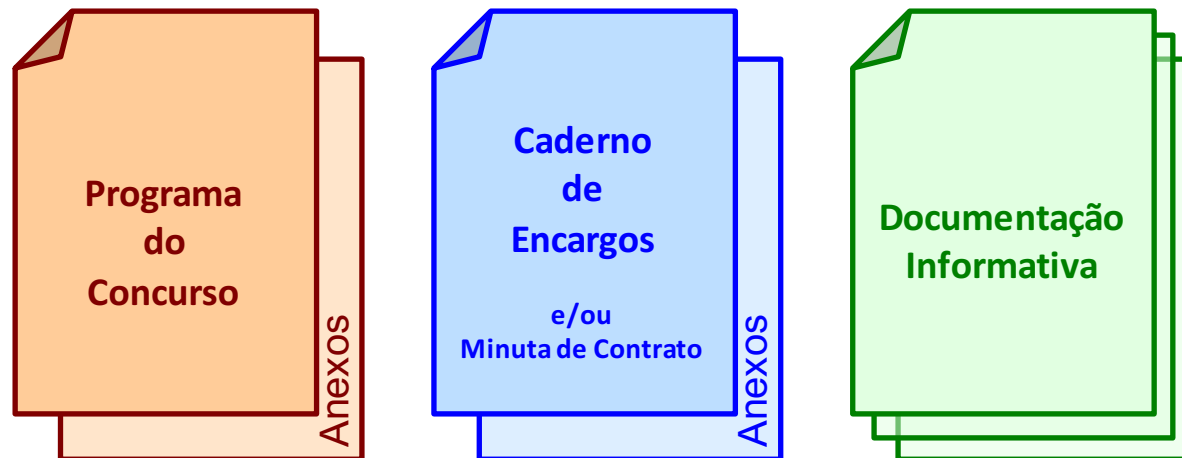 Programa
do
Concurso
Anexos
Caderno
de
Encargos
e/ou
Minuta de Contrato
Anexos
Documentação
Informativa